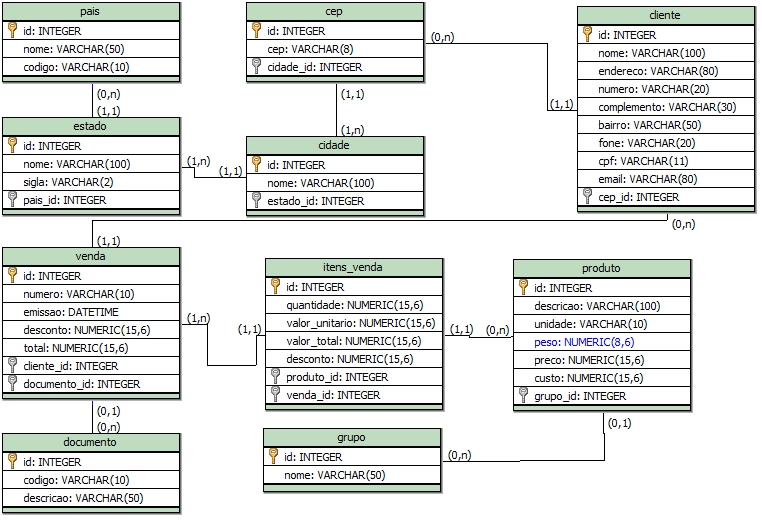 pais
id: INTEGER
nome: VARCHAR(50)
codigo: VARCHAR(10)
(0,n)
(1,1)
cep
id: INTEGER
cep: VARCHAR(8)
cidade_id: INTEGER
(0,n)
(1,1)
(1,1)
(1,n)
cliente
id: INTEGER
nome: VARCHAR(100)
endereco: VARCHAR(80)
numero: VARCHAR(20)
complemento: VARCHAR(30)
bairro: VARCHAR(50)
fone: VARCHAR(20)
cpf: VARCHAR(11)
email: VARCHAR(80)
cep_id: INTEGER
(0,n)
estado
id: INTEGER
nome: VARCHAR(100)
sigla: VARCHAR(2)
pais_id: INTEGER
(1,n)
(1,1)
cidade
id: INTEGER
nome: VARCHAR(100)
estado_id: INTEGER
(1,1)
venda
id: INTEGER
numero: VARCHAR(10)
emissao: DATETIME
desconto: NUMERIC(15,6)
total: NUMERIC(15,6)
cliente_id: INTEGER
documento_id: INTEGER
(1,n)
(1,1)
(0,1)
(0,n)
itens_venda
id: INTEGER
quantidade: NUMERIC(15,6)
valor_unitario: NUMERIC(15,6)
valor_total: NUMERIC(15,6)
desconto: NUMERIC(15,6)
produto_id: INTEGER
venda_id: INTEGER
(1,1)
(0,n)
produto
id: INTEGER
descricao: VARCHAR(100)
unidade: VARCHAR(10)
peso: NUMERIC(8,6)
preco: NUMERIC(15,6)
custo: NUMERIC(15,6)
grupo_id: INTEGER
(0,1)
documento
id: INTEGER
codigo: VARCHAR(10)
descricao: VARCHAR(50)
grupo
id: INTEGER
nome: VARCHAR(50)
(0,n)